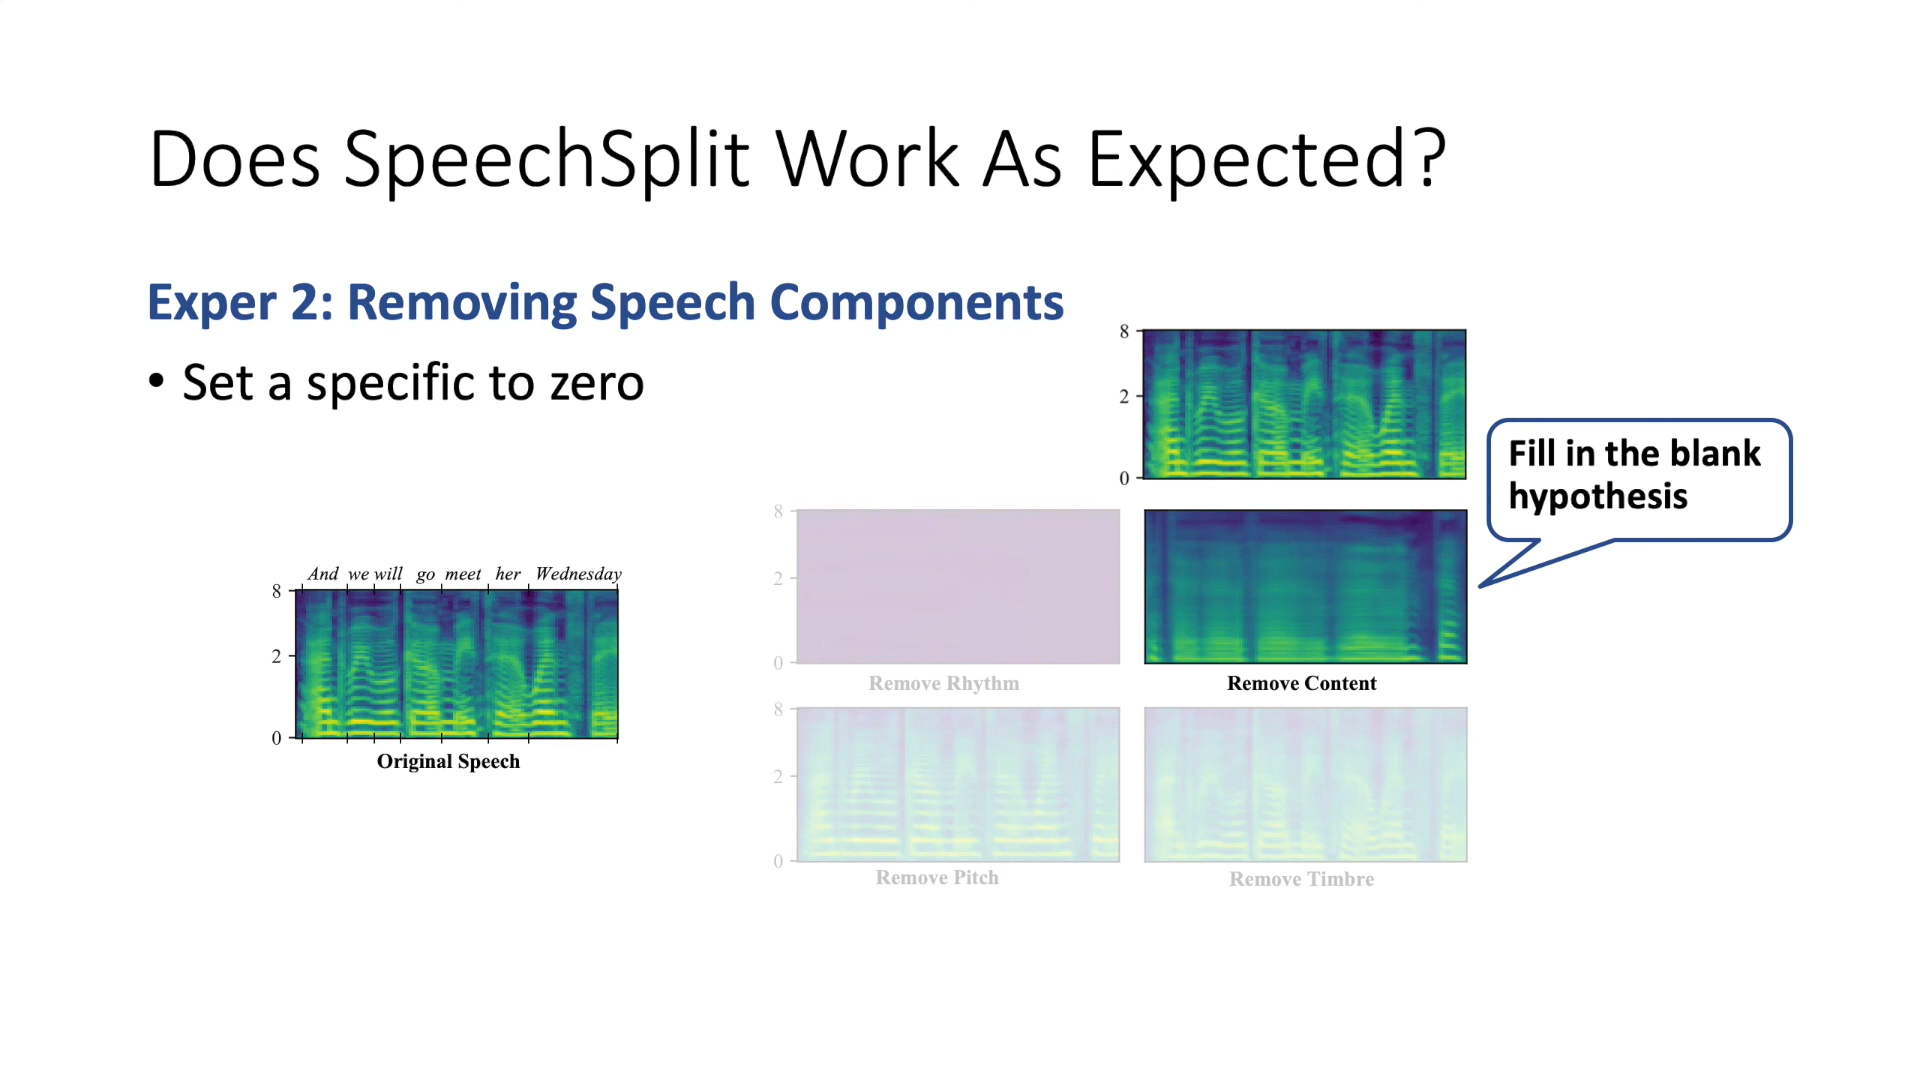 Does SpeechSplit Work As Expected?
Exper 2: Removing Speech Components
• Set a specific to zero
8
2
0
Fill in the blank
hypothesis
And we will go meet her Wednesday
8
2
0
Original Speech
8
2
0
Remove Rhythm
Remove Content
8
2
0
Remove Pitch
Remove Timbre